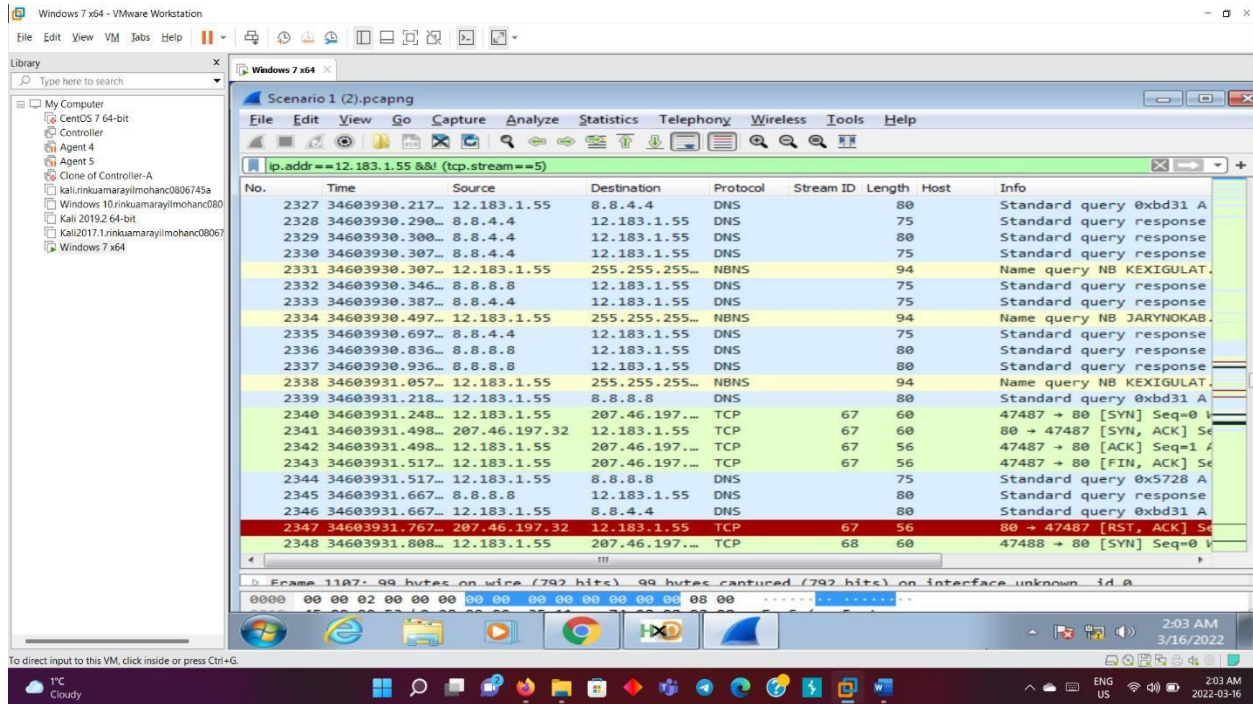 Windows 7 x64 - VMware Workstation
File Edit View VM Tabs Help
Library
Type here to search
My Computer
CentOS 7 64-bit
Controller
Agent 4
Agent 5
Clone of Controller-A
kali.rinkuamarayilmohanc0806745a
Windows 10.rinkuamarayilmohanc080
Kali 2019.2 64-bit
Kali2017.1.rinkuamarayilmohanc08067
Windows 7 x64
Windows 7 x64
Scenario 1 (2).pcapng
File Edit View Go Capture Analyze Statistics Telephony Wireless Tools Help
ip.addr==12.183.1.55 &&! (tcp.stream==5)
No. Time Source Destination Protocol Stream ID Length Host Info
2327 34603930.217… 12.183.1.55 8.8.4.4 DNS 80 Standard query 0xbd31 A
2328 34603930.290… 8.8.4.4 12.183.1.55 DNS 75 Standard query response
2329 34603930.300… 8.8.4.4 12.183.1.55 DNS 80 Standard query response
2330 34603930.307… 8.8.4.4 12.183.1.55 DNS 75 Standard query response
2331 34603930.307… 12.183.1.55 255.255.255… NBNS 94 Name query NB KEXIGULAT.
2332 34603930.346… 8.8.8.8 12.183.1.55 DNS 75 Standard query response
2333 34603930.387… 8.8.4.4 12.183.1.55 DNS 75 Standard query response
2334 34603930.497… 12.183.1.55 255.255.255… NBNS 94 Name query NB JARYNOKAB.
2335 34603930.697… 8.8.4.4 12.183.1.55 DNS 75 Standard query response
2336 34603930.836… 8.8.8.8 12.183.1.55 DNS 80 Standard query response
2337 34603930.936… 8.8.8.8 12.183.1.55 DNS 80 Standard query response
2338 34603931.057… 12.183.1.55 255.255.255… NBNS 94 Name query NB KEXIGULAT.
2339 34603931.218… 12.183.1.55 8.8.8.8 DNS 80 Standard query 0xbd31 A
2340 34603931.248… 12.183.1.55 207.46.197.… TCP 67 60 47487 → 80 [SYN] Seq=0 W
2341 34603931.498… 207.46.197.32 12.183.1.55 TCP 67 60 80 → 47487 [SYN, ACK] Se
2342 34603931.498… 12.183.1.55 207.46.197.… TCP 67 56 47487 → 80 [ACK] Seq=1 A
2343 34603931.517… 12.183.1.55 207.46.197.… TCP 67 56 47487 → 80 [FIN, ACK] Se
2344 34603931.517… 12.183.1.55 8.8.8.8 DNS 75 Standard query 0x5728 A
2345 34603931.667… 8.8.8.8 12.183.1.55 DNS 80 Standard query response
2346 34603931.667… 12.183.1.55 8.8.4.4 DNS 80 Standard query 0xbd31 A
2347 34603931.767… 207.46.197.32 12.183.1.55 TCP 67 56 80 → 47487 [RST, ACK] Se
2348 34603931.808… 12.183.1.55 207.46.197.… TCP 68 60 47488 → 80 [SYN] Seq=0 W
Frame 1107: 99 bytes on wire (792 bits), 99 bytes captured (792 bits) on interface unknown, id 0
0000 00 00 02 00 00 00 00 00 00 00 00 00 00 00 08 00
HXD
2:03 AM
3/16/2022
To direct input to this VM, click inside or press Ctrl+G.
1°C
Cloudy
ENG
US
2:03 AM
2022-03-16